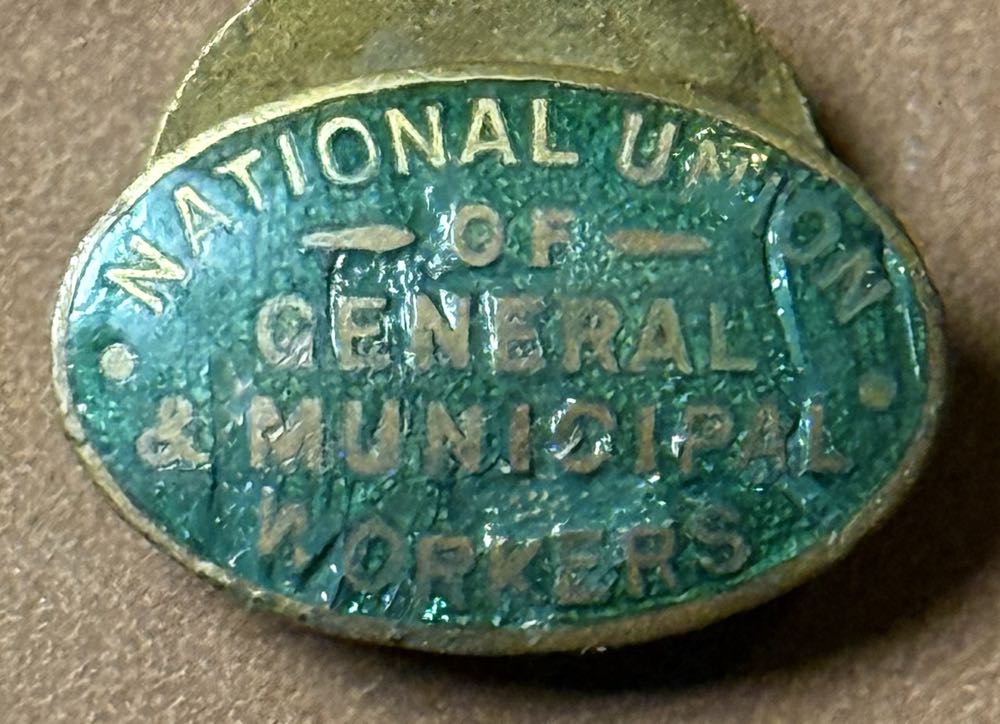 NATIONAL UNION
OF
GENERAL
& MUNICIPAL
WORKERS